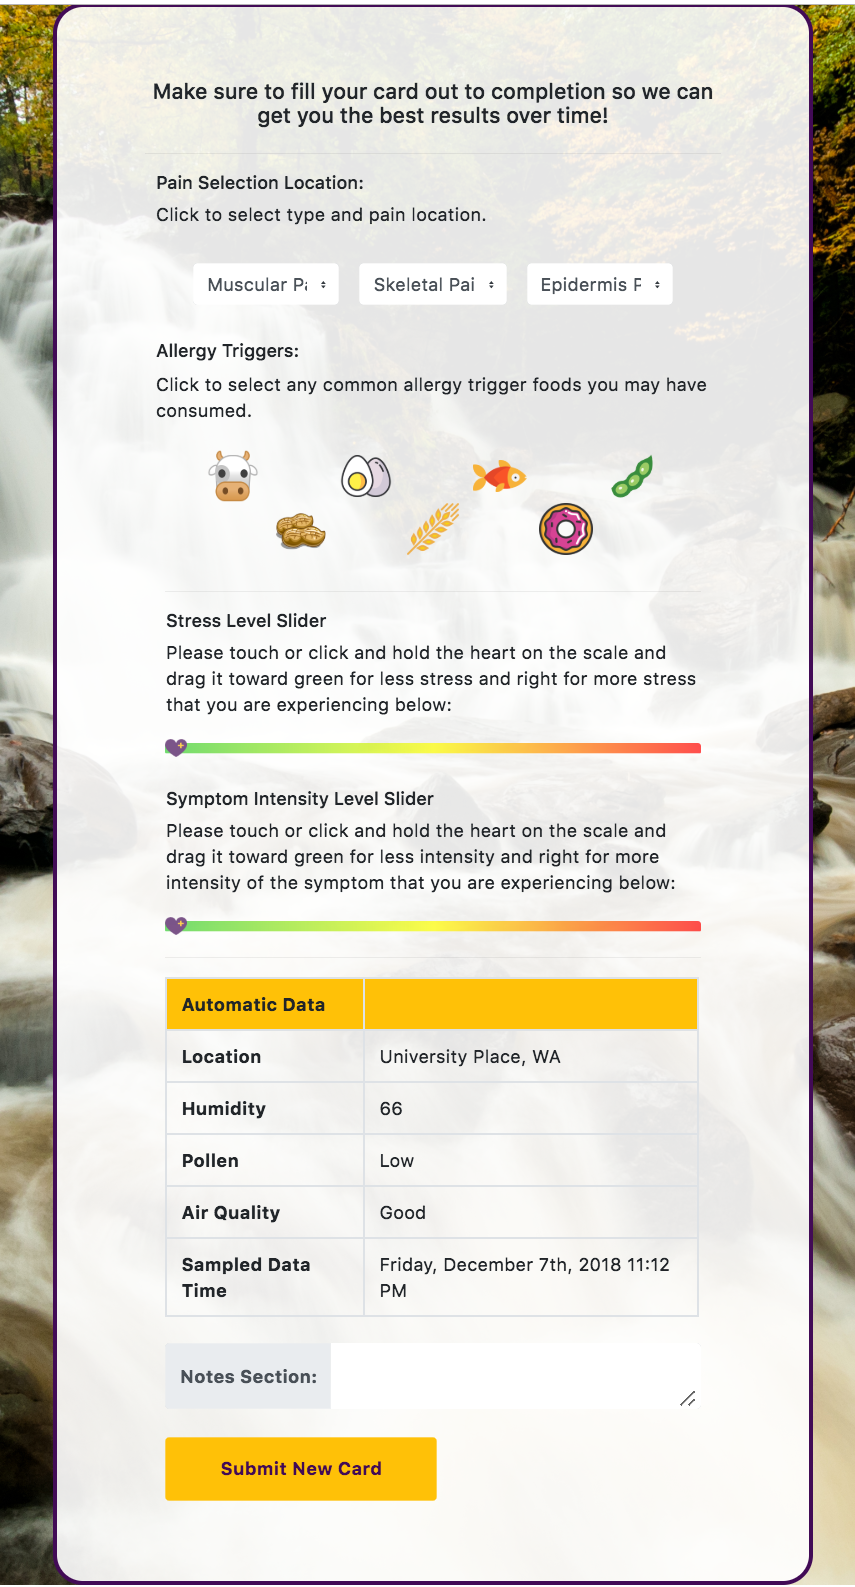 Make sure to fill your card out to completion so we can
get you the best results over time!
Pain Selection Location:
Click to select type and pain location.
Muscular Pa
Skeletal Pai
Epidermis P
Allergy Triggers:
Click to select any common allergy trigger foods you may have
consumed.
Stress Level Slider
Please touch or click and hold the heart on the scale and
drag it toward green for less stress and right for more stress
that you are experiencing below:
Symptom Intensity Level Slider
Please touch or click and hold the heart on the scale and
drag it toward green for less intensity and right for more
intensity of the symptom that you are experiencing below:
Automatic Data
Location
University Place, WA
Humidity
66
Pollen
Low
Air Quality
Good
Sampled Data
Time
Friday, December 7th, 2018 11:12
PM
Notes Section:
Submit New Card